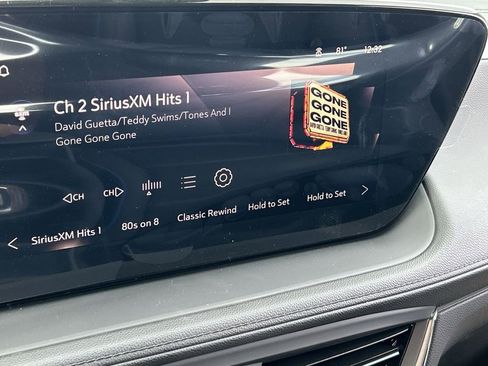 81° 12:32
Ch 2 SiriusXM Hits 1
David Guetta/Teddy Swims/Tones And I
Gone Gone Gone
GONE
GONE
GONE
CH CH
SiriusXM Hits 1 80s on 8 Classic Rewind Hold to Set Hold to Set